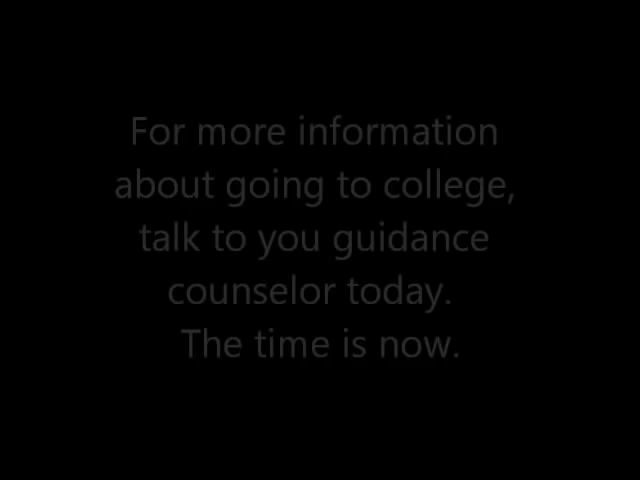 For more information
about going to college,
talk to you guidance
counselor today.
The time is now.